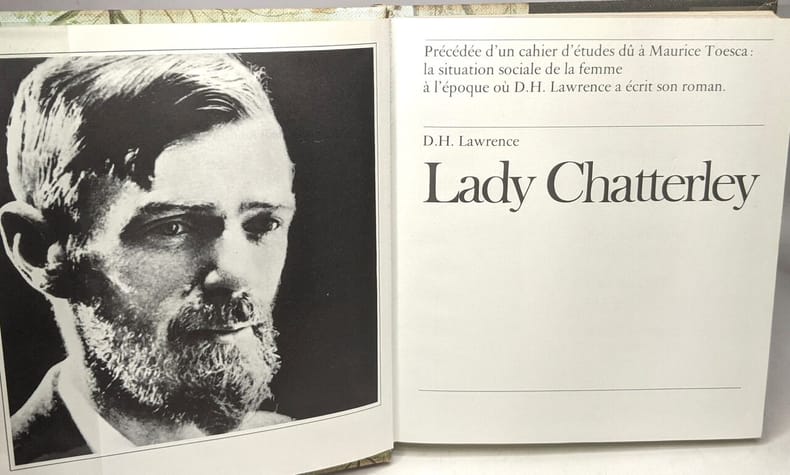 Précédée d'un cahier d'études dû à Maurice Toesca :
la situation sociale de la femme
à l'époque où D.H. Lawrence a écrit son roman.
D.H. Lawrence
Lady Chatterley